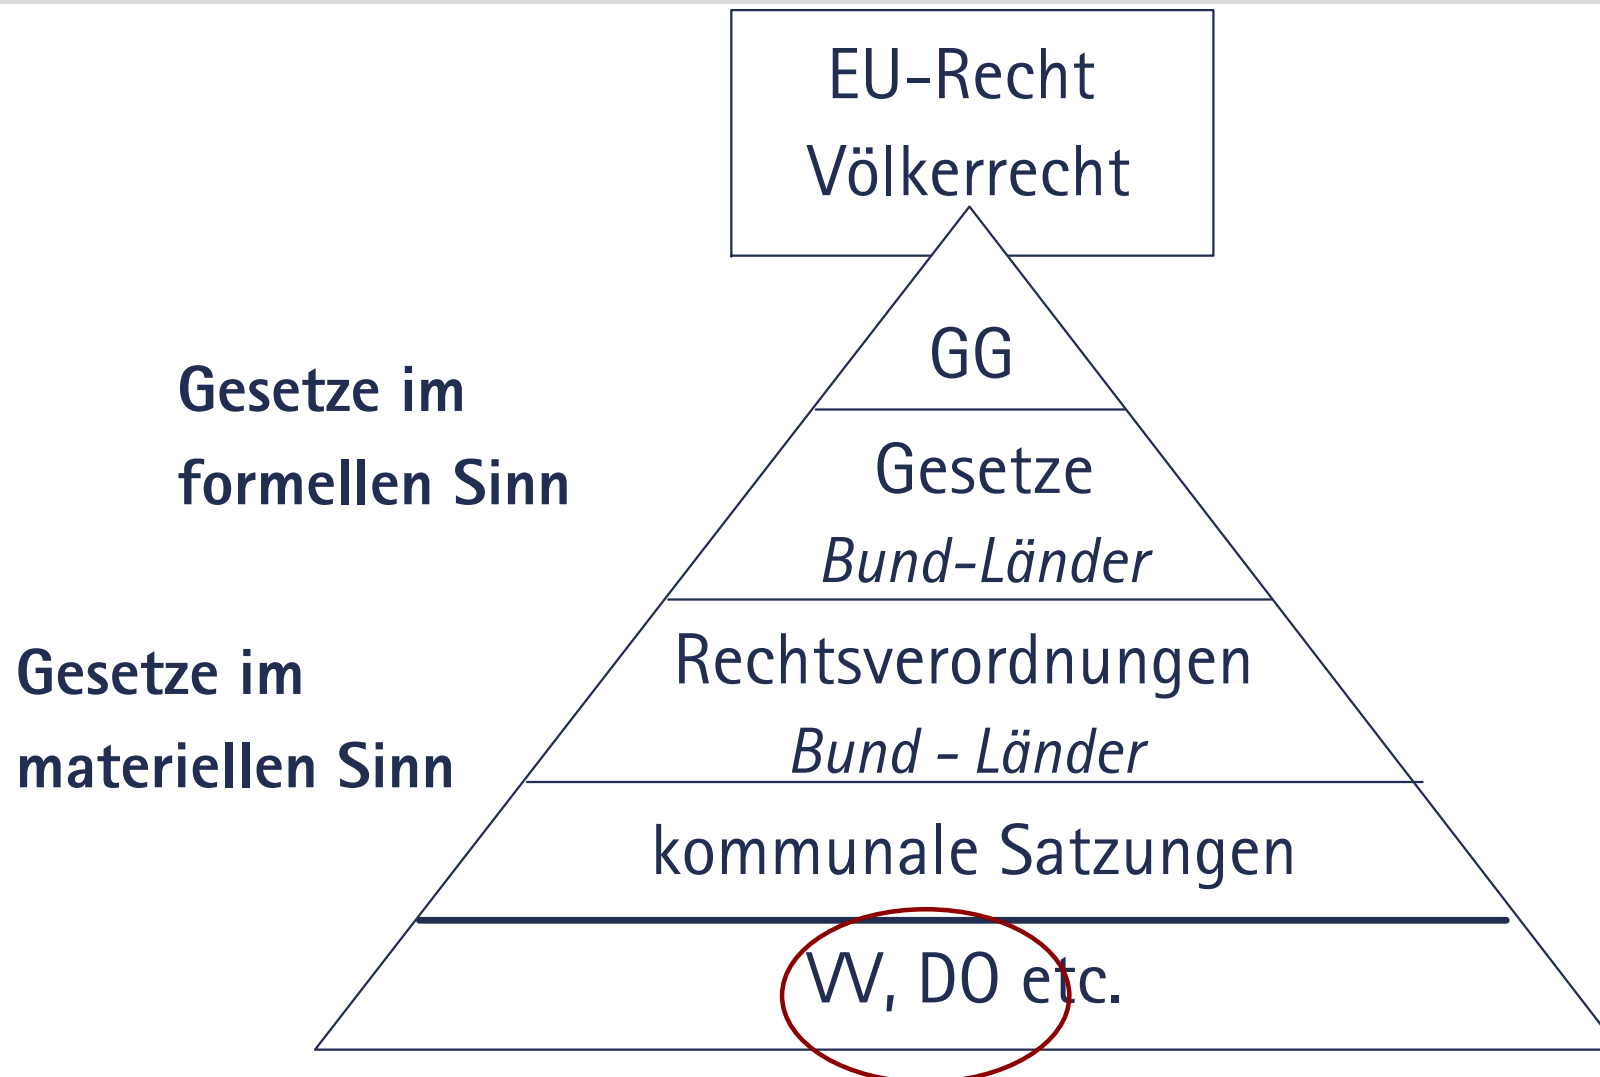 EU-Recht
Völkerrecht
GG
Gesetze im
formellen Sinn
Gesetze
Bund-Länder
Gesetze im
materiellen Sinn
Rechtsverordnungen
Bund - Länder
kommunale Satzungen
VV, DO etc.